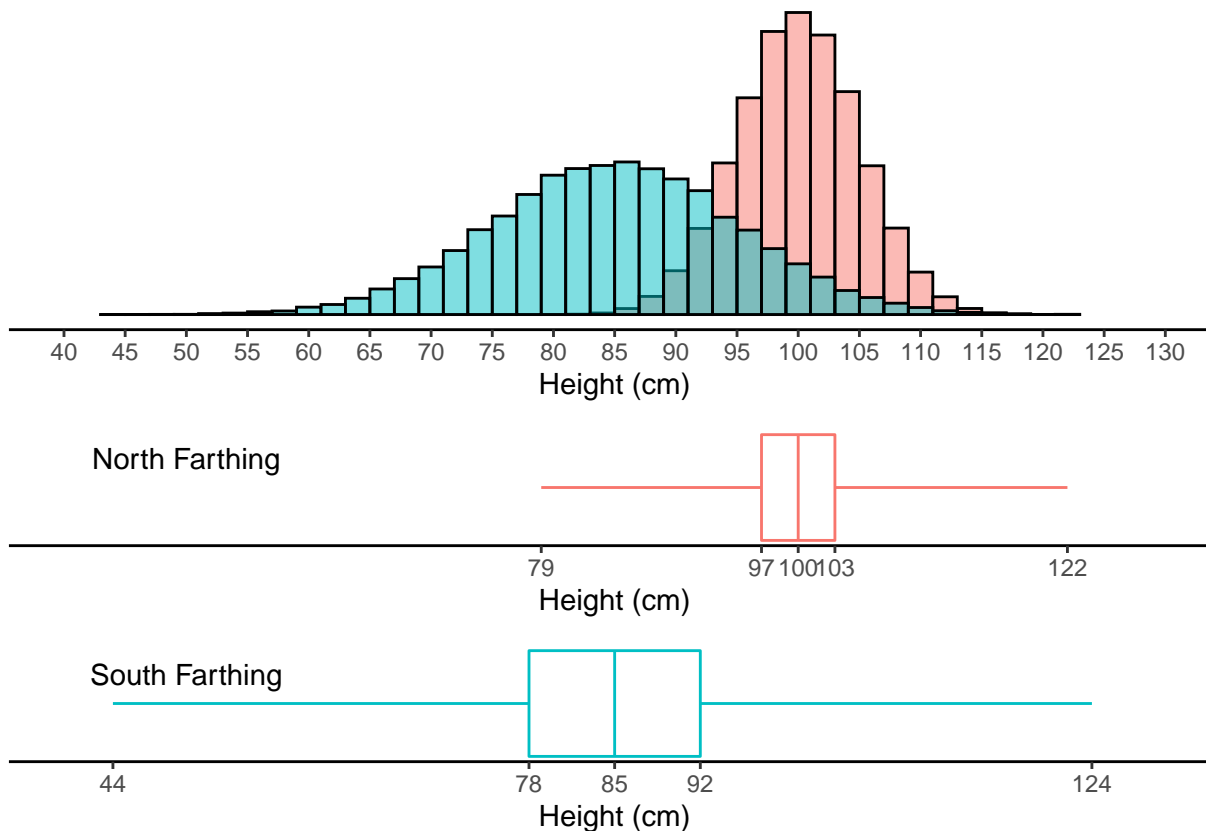 40 45 50 55 60 65 70 75 80 85 90 95 100 105 110 115 120 125 130
Height (cm)
North Farthing
79 97 100 103 122
Height (cm)
South Farthing
44 78 85 92 124
Height (cm)